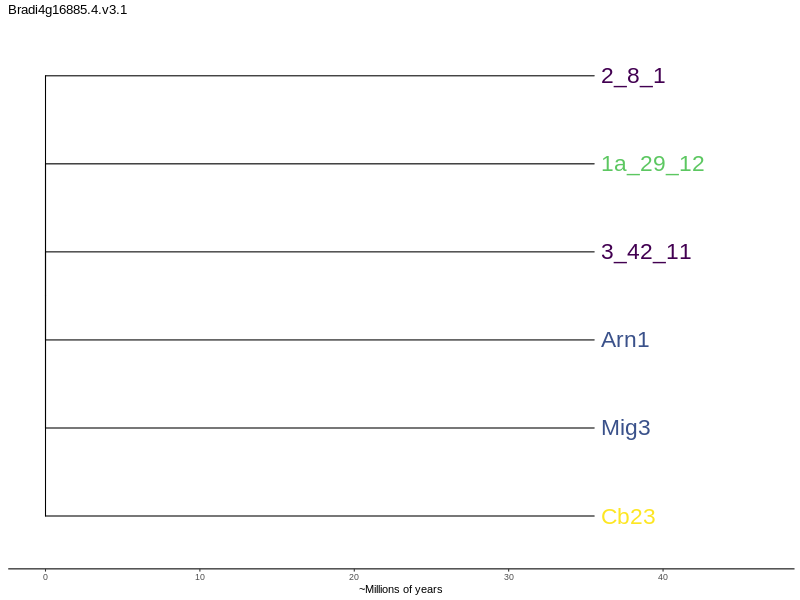 Bradi4g16885.4.v3.1
2_8_1
1a_29_12
3_42_11
Arn1
Mig3
Cb23
0 10 20 30 40
~Millions of years